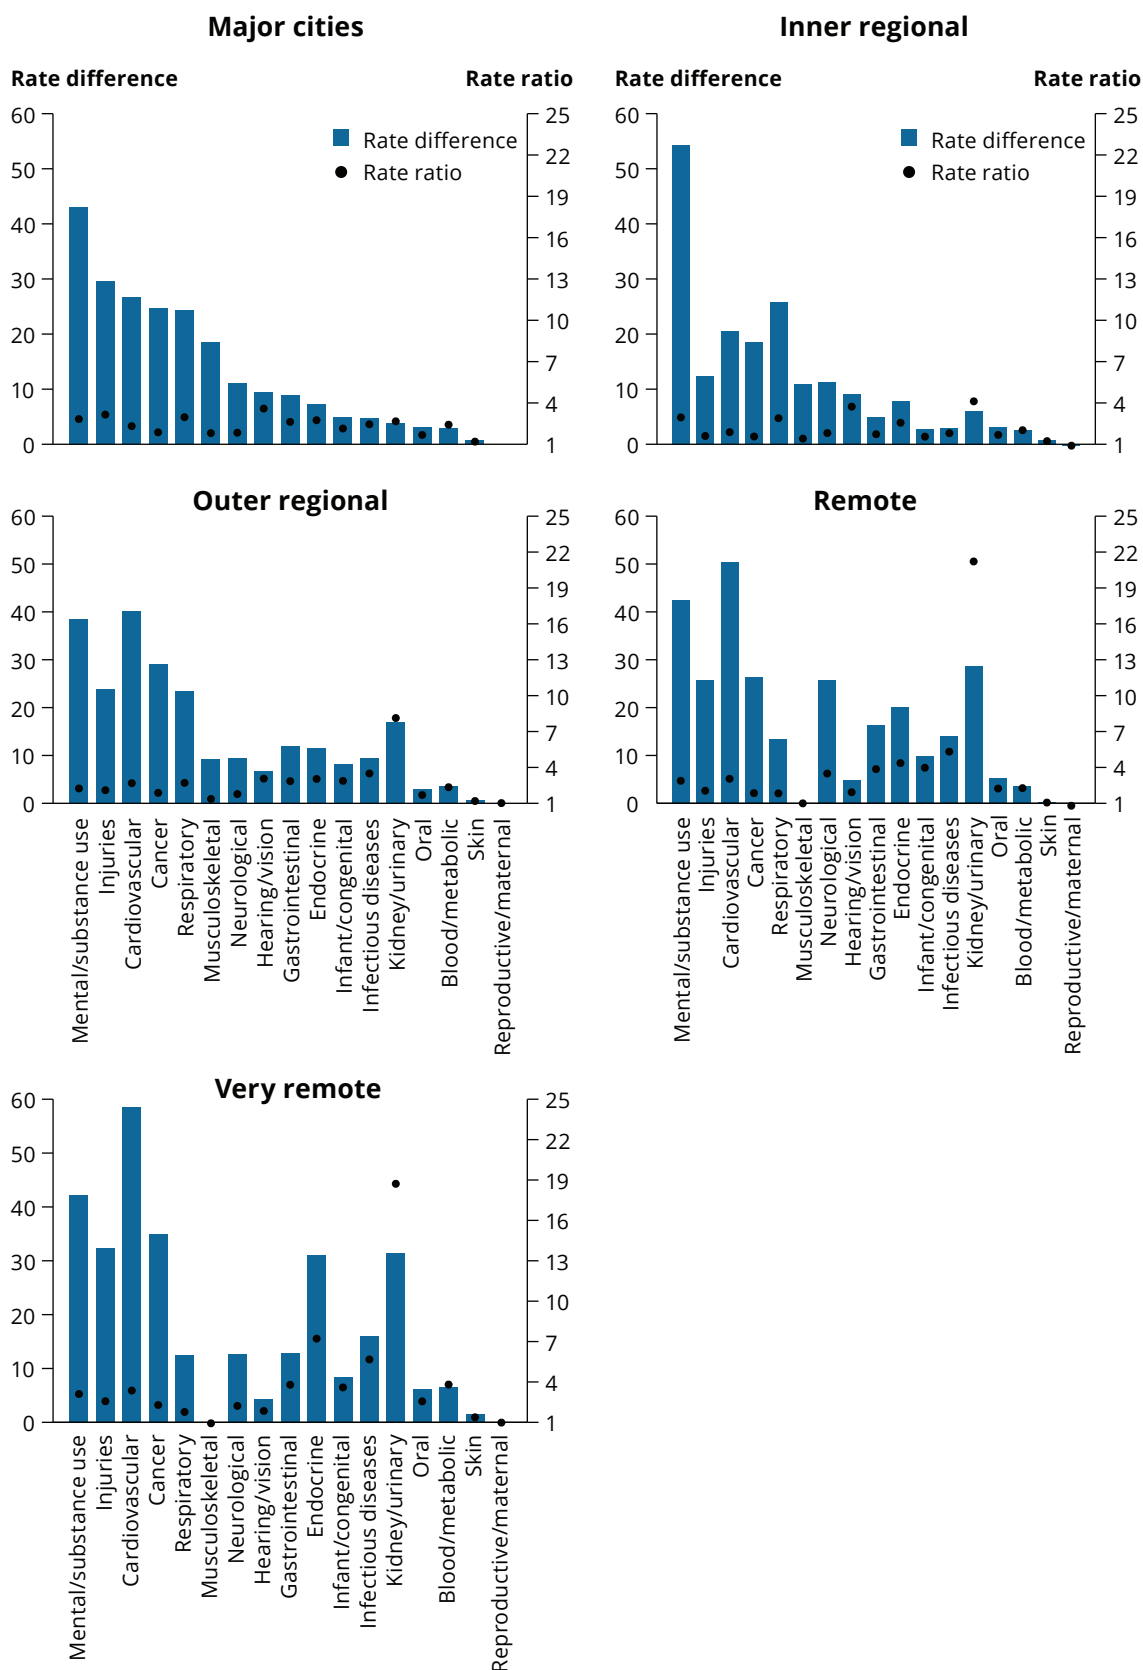 Major cities
Inner regional
Rate difference
Rate ratio
Rate difference
Rate ratio
60
50
40
30
20
10
0
25
22
19
16
13
10
7
4
1
Rate difference
Rate ratio
60
50
40
30
20
10
0
25
22
19
16
13
10
7
4
1
Rate difference
Rate ratio
Outer regional
60
50
40
30
20
10
0
25
22
19
16
13
10
7
4
1
Mental/substance use
Injuries
Cardiovascular
Cancer
Respiratory
Musculoskeletal
Neurological
Hearing/vision
Gastrointestinal
Endocrine
Infant/congenital
Infectious diseases
Kidney/urinary
Oral
Blood/metabolic
Skin
Reproductive/maternal
Remote
60
50
40
30
20
10
0
25
22
19
16
13
10
7
4
1
Mental/substance use
Injuries
Cardiovascular
Cancer
Respiratory
Musculoskeletal
Neurological
Hearing/vision
Gastrointestinal
Endocrine
Infant/congenital
Infectious diseases
Kidney/urinary
Oral
Blood/metabolic
Skin
Reproductive/maternal
Very remote
60
50
40
30
20
10
0
25
22
19
16
13
10
7
4
1
Mental/substance use
Injuries
Cardiovascular
Cancer
Respiratory
Musculoskeletal
Neurological
Hearing/vision
Gastrointestinal
Endocrine
Infant/congenital
Infectious diseases
Kidney/urinary
Oral
Blood/metabolic
Skin
Reproductive/maternal